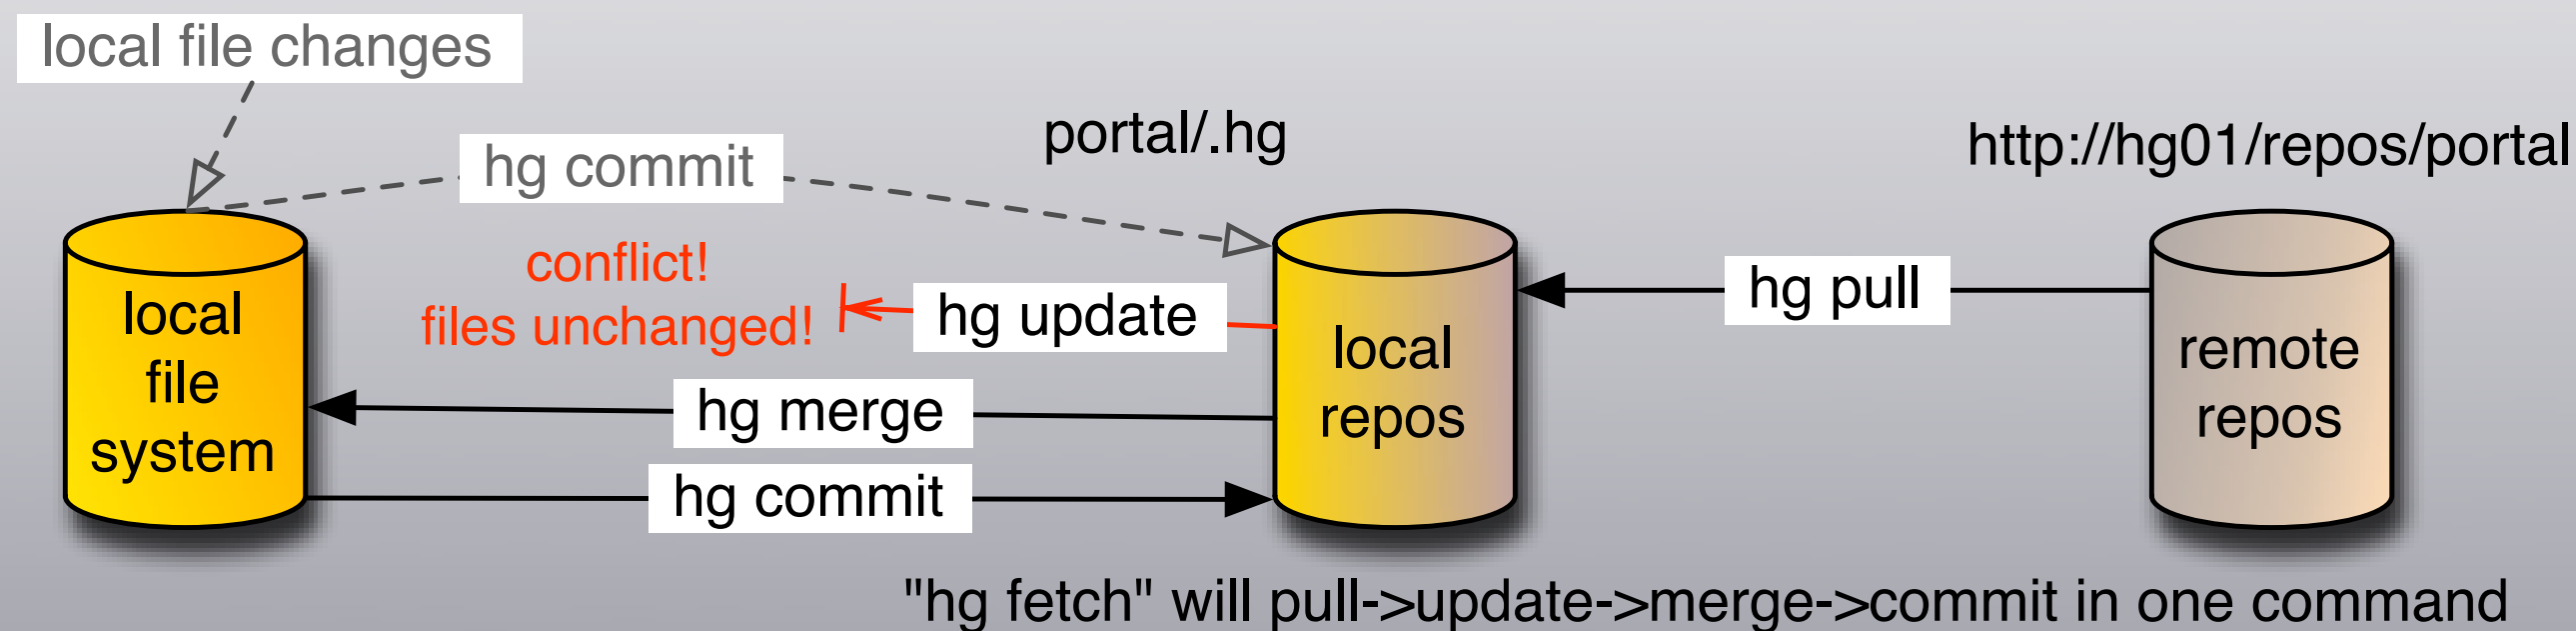 local file changes
hg commit
portal/.hg
http://hg01/repos/portal
conflict!
files unchanged!
hg update
hg pull
local
file
system
local
repos
remote
repos
hg merge
hg commit
"hg fetch" will pull->update->merge->commit in one command